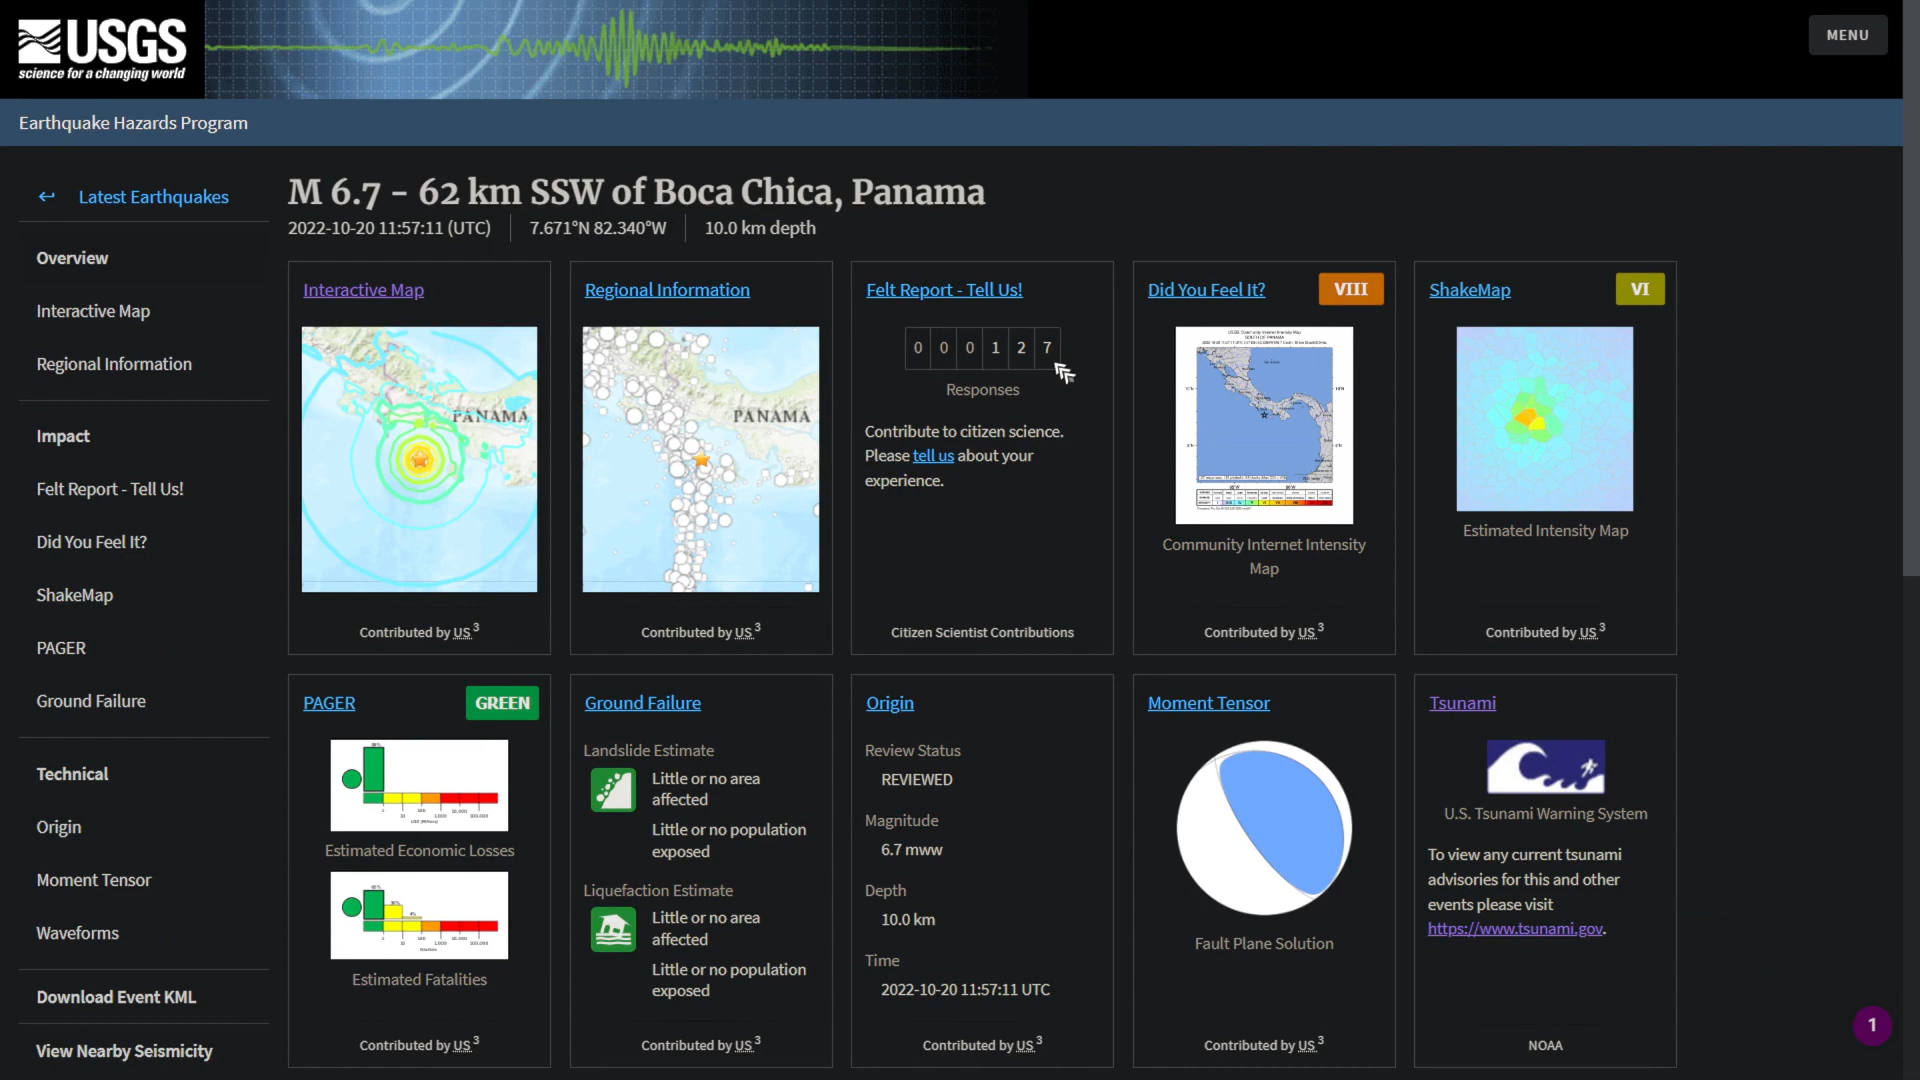 USGS
science for a changing world
MENU
Earthquake Hazards Program
Latest Earthquakes
Overview
Interactive Map
Regional Information
Impact
Felt Report - Tell Us!
Did You Feel It?
ShakeMap
PAGER
Ground Failure
Technical
Origin
Moment Tensor
Waveforms
Download Event KML
View Nearby Seismicity
M 6.7 - 62 km SSW of Boca Chica, Panama
2022-10-20 11:57:11 (UTC)
7.671°N 82.340°W
10.0 km depth
Interactive Map
PANAMA
Contributed by US 3
Regional Information
PANAMA
Contributed by US 3
Felt Report - Tell Us!
0 0 0 1 2 7
Responses
Contribute to citizen science.
Please tell us about your
experience.
Citizen Scientist Contributions
Did You Feel It?
VIII
Community Internet Intensity
Map
Contributed by US 3
ShakeMap
VI
Estimated Intensity Map
Contributed by US 3
PAGER
GREEN
Estimated Economic Losses
Estimated Fatalities
Contributed by US 3
Ground Failure
Landslide Estimate
Little or no area
affected
Little or no population
exposed
Liquefaction Estimate
Little or no area
affected
Little or no population
exposed
Contributed by US 3
Origin
Review Status
REVIEWED
Magnitude
6.7 mww
Depth
10.0 km
Time
2022-10-20 11:57:11 UTC
Contributed by US 3
Moment Tensor
Fault Plane Solution
Contributed by US 3
Tsunami
U.S. Tsunami Warning System
To view any current tsunami
advisories for this and other
events please visit
https://www.tsunami.gov.
NOAA
1